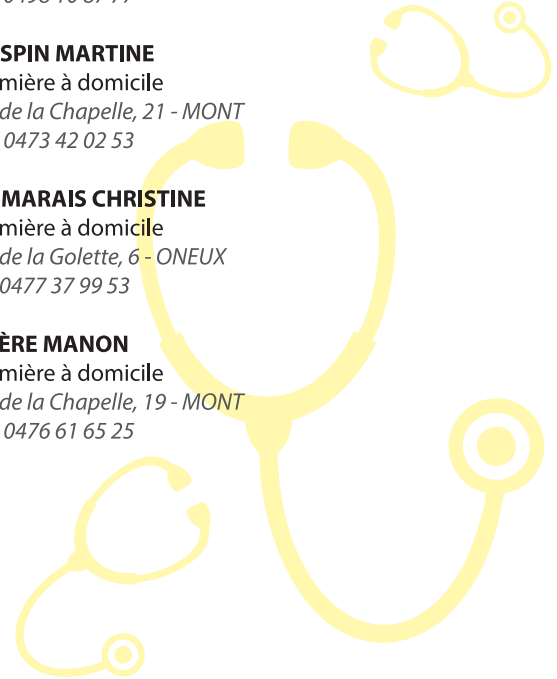 SPIN MARTINE
mière à domicile
de la Chapelle, 21 - MONT
0473 42 02 53
MARAIS CHRISTINE
mière à domicile
de la Golette, 6 - ONEUX
0477 37 99 53
ÈRE MANON
mière à domicile
de la Chapelle, 19 - MONT
0476 61 65 25